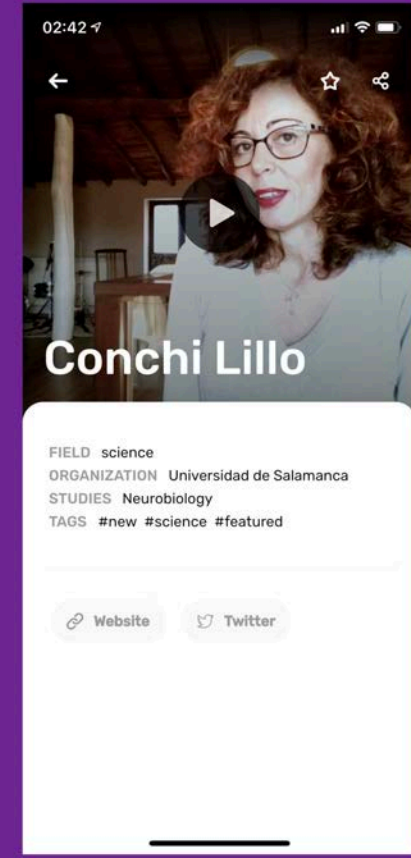 02:42
Conchi Lillo
FIELD science
ORGANIZATION Universidad de Salamanca
STUDIES Neurobiology
TAGS #new #science #featured
Website
Twitter